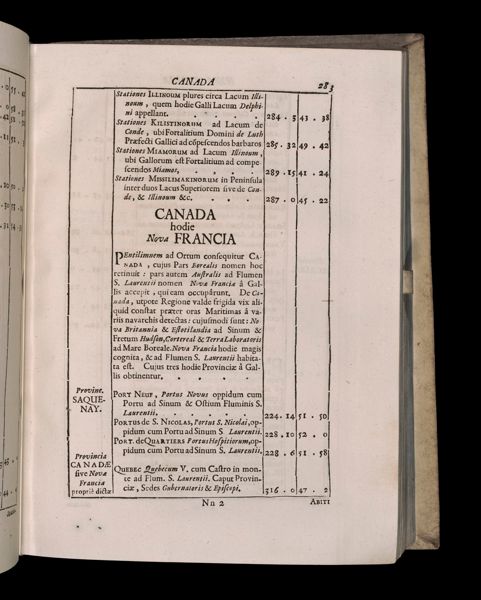 CANADA
283
Stationes ILLINOUM plures circa Lacum Illi-
noum, quem hodie Galli Lacum Delphi-
ni appellant. . . . . 284 . 5 43 . 38
Stationes KILISTINORUM ad Lacum de
Conde, ubi Fortalitium Domini de Luth
Præfecti Gallici ad cōpescendos barbaros 285 . 32 49 . 42
Stationes MIAMORUM ad Lacum Illinoum,
ubi Gallorum est Fortalitium ad compe-
scendos Miamos, . . . . 289 . 15 41 . 24
Stationes MISSILIMAKINORUM in Peninsula
inter duos Lacus Superiorem sive de Con-
de, & Illinoum &c. . . . 287 . 0 45 . 22
CANADA
hodie
Nova FRANCIA
PEntilimuem ad Ortum consequitur CA-
NADA, cujus Pars Borealis nomen hoc
retinuit: pars autem Australis ad Flumen
S. Laurentii nomen Nova Francia à Gal-
lis accepit, qui eam occupârunt. De Ca-
nada, utpote Regione valde frigida vix ali-
quid constat præter oras Maritimas à va-
riis navarchis detectas: cujusmodi sunt: No-
va Britannia & Estotilandia ad Sinum &
Fretum Hudson, Cortereal & Terra Laboratoris
ad Mare Boreale. Nova Francia hodie magis
cognita, & ad Flumen S. Laurentii habita-
ta est. Cujus tres hodie Provinciæ à Gal-
lis obtinentur. . . . .
Provinc.
SAQUE-
NAY.
PORT NEUF, Portus Novus oppidum cum
Portu ad Sinum & Ostium Fluminis S.
Laurentii. . . . . 224 . 14 51 . 50
PORTUS de S. NICOLAS, Portus S. Nicolai, op-
pidum cum Portu ad Sinum S. Laurentii. 228 . 10 52 . 0
PORT. de QUARTIERS Portus Hospitiorum, op-
pidum cum Portu ad Sinum S. Laurentii. 228 . 6 51 . 58
Provincia
CANADÆ
sive Nova
Francia
propriè dictæ
QUEBEC Quebecum V. cum Castro in mon-
te ad Flum. S. Laurentii. Caput Provin-
ciæ, Sedes Gubernatoris & Episcopi. 316 . 0 47 . 2
Nn 2
ABITI